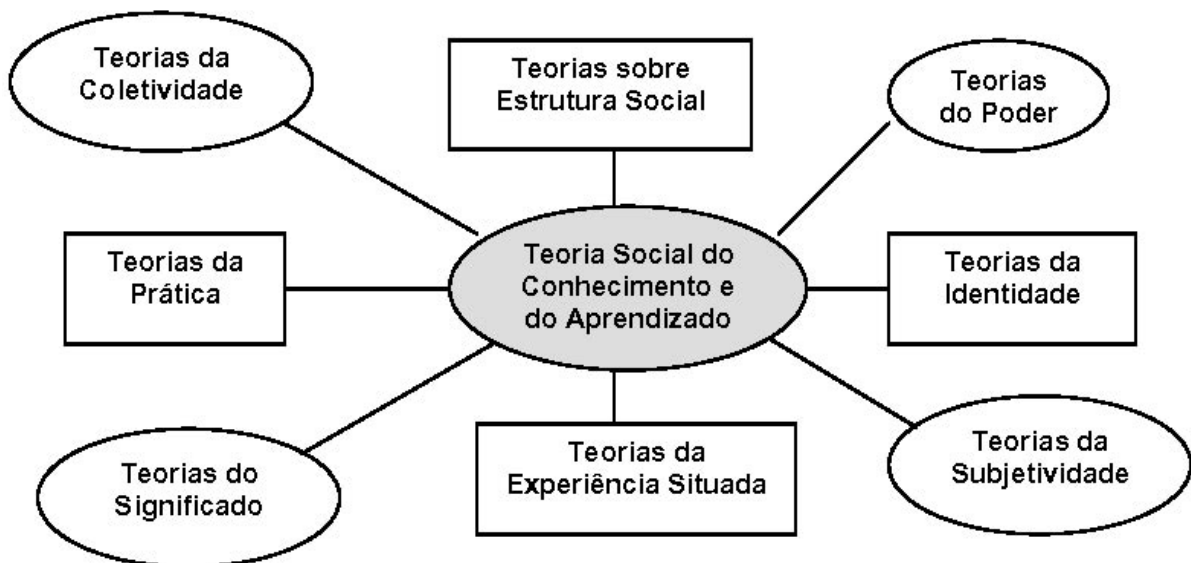 Teorias da
Coletividade
Teorias sobre
Estrutura Social
Teorias
do Poder
Teorias da
Prática
Teoria Social do
Conhecimento e
do Aprendizado
Teorias da
Identidade
Teorias do
Significado
Teorias da
Experiência Situada
Teorias da
Subjetividade